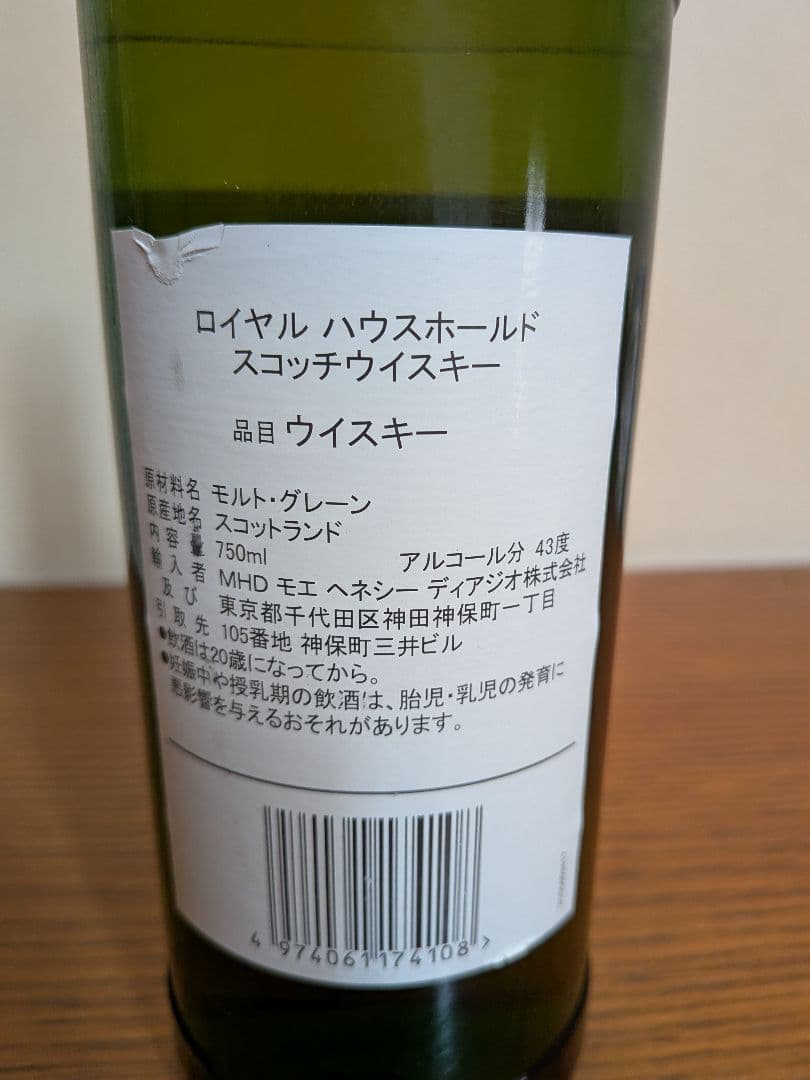 ロイヤル ハウスホールド
スコッチウイスキー
品目 ウイスキー
原材料名 モルト・グレーン
原産地名 スコットランド
内容量 750ml アルコール分 43度
輸入者 MHD モエ ヘネシー ディアジオ株式会社
及び 東京都千代田区神田神保町一丁目
引取先 105番地 神保町三井ビル
●飲酒は20歳になってから。
●妊娠中や授乳期の飲酒は、胎児・乳児の発育に
悪影響を与えるおそれがあります。
4 974061174108 >